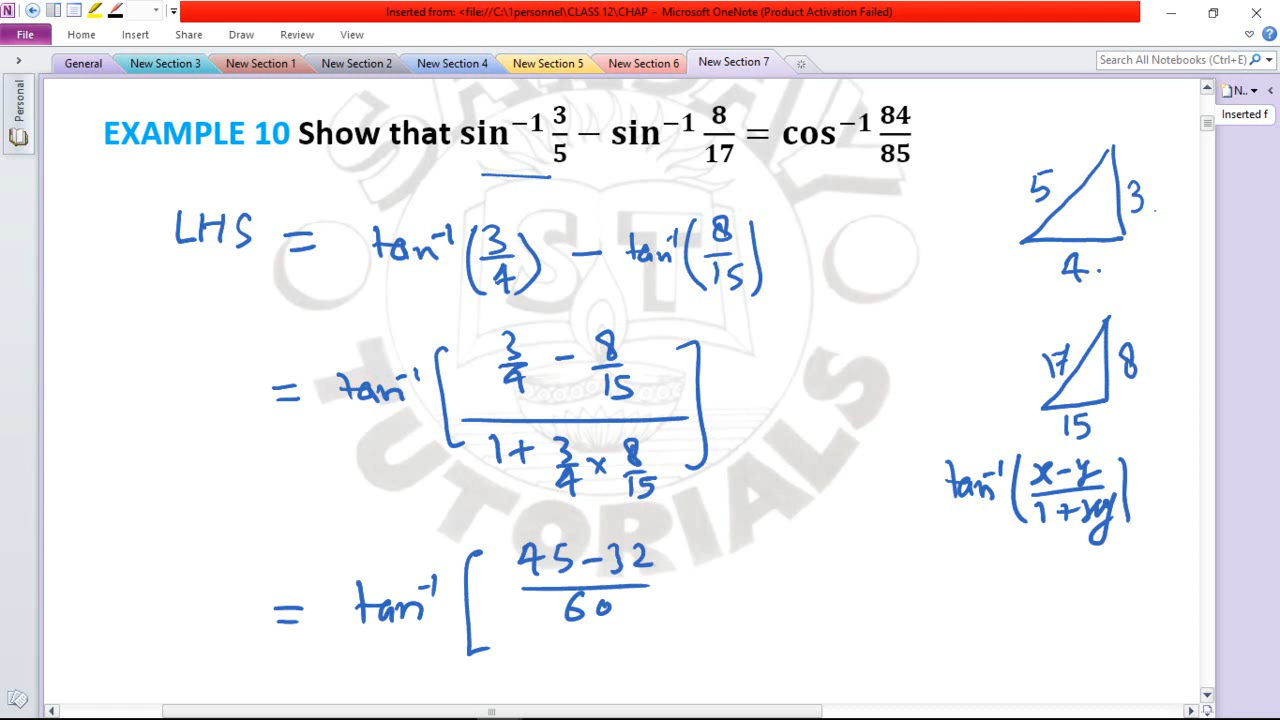 Inserted from: <file://C:\1personnel\CLASS 12\CHAP - Microsoft OneNote (Product Activation Failed)
File Home Insert Share Draw Review View
General New Section 3 New Section 1 New Section 2 New Section 4 New Section 5 New Section 6 New Section 7 Search All Notebooks (Ctrl+E)
Personal
N..
Inserted f
EXAMPLE 10 Show that sin⁻¹ 3/5 − sin⁻¹ 8/17 = cos⁻¹ 84/85
LHS = tan⁻¹ (3/4) − tan⁻¹ (8/15)
5 3 4
= tan⁻¹ [ (3/4 − 8/15) / (1 + 3/4 × 8/15) ]
17 8 15
tan⁻¹ ( (x − y) / (1 + xy) )
= tan⁻¹ [ (45 − 32) / 60
ST
TUTORIALS